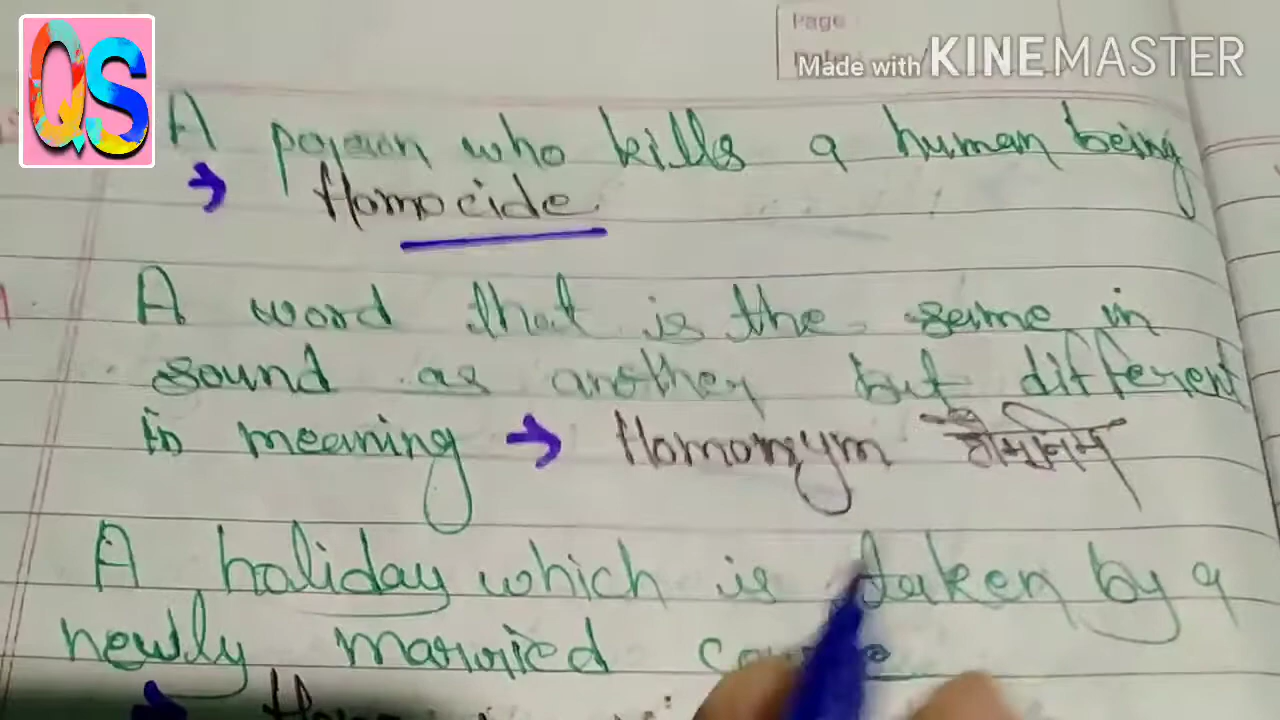 QS
Page
Made with KINEMASTER
A person who kills a human being
→ Homocide
A word that is the same in
sound as another but different
in meaning → Homonym होमोनिम
A holiday which is taken by a
newly married